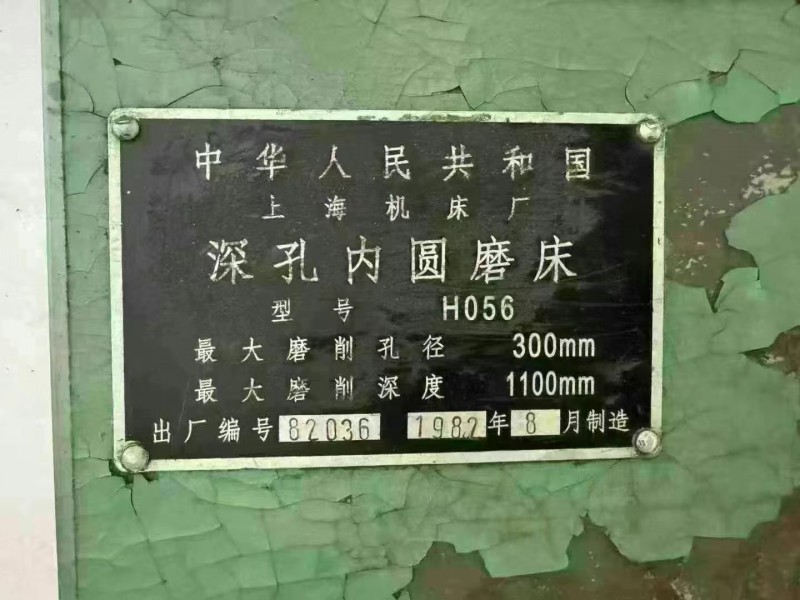 中华人民共和国
上海机床厂
深孔内圆磨床
型号 H056
最大磨削孔径 300mm
最大磨削深度 1100mm
出厂编号 82036 1982年8月制造